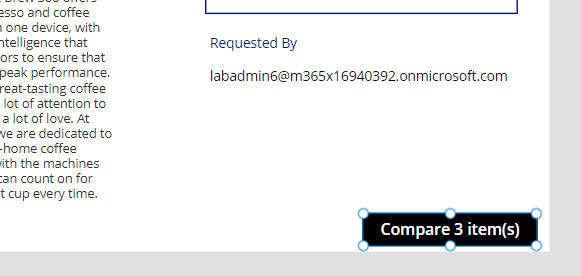 esso and coffee
one device, with
ntelligence that
ors to ensure that
peak performance.
reat-tasting coffee
lot of attention to
a lot of love. At
we are dedicated to
-home coffee
with the machines
can count on for
t cup every time.
Requested By
labadmin6@m365x16940392.onmicrosoft.com
Compare 3 item(s)